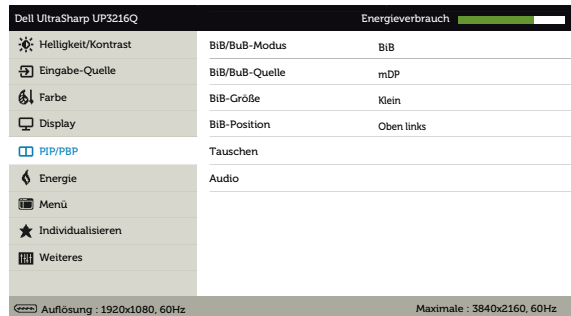 Dell UltraSharp UP3216Q Energieverbrauch
Helligkeit/Kontrast BiB/BuB-Modus BiB
Eingabe-Quelle BiB/BuB-Quelle mDP
Farbe BiB-Größe Klein
Display BiB-Position Oben links
PIP/PBP Tauschen
Energie Audio
Menü
Individualisieren
Weiteres
Auflösung : 1920x1080, 60Hz Maximale : 3840x2160, 60Hz